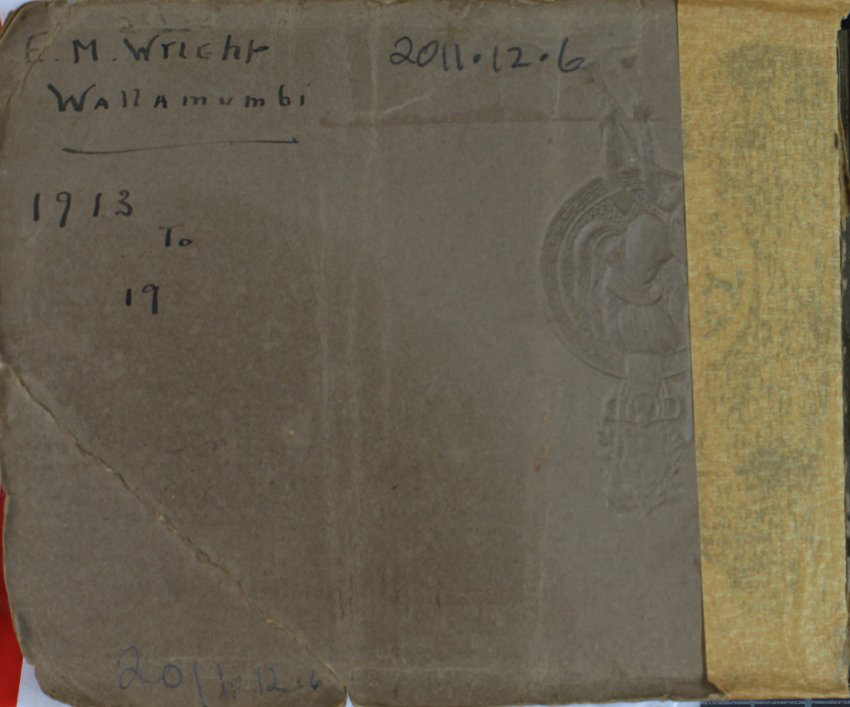 E. M. Wright
Wallamumbi
2011.12.6
1913
To
19
2011.12.6